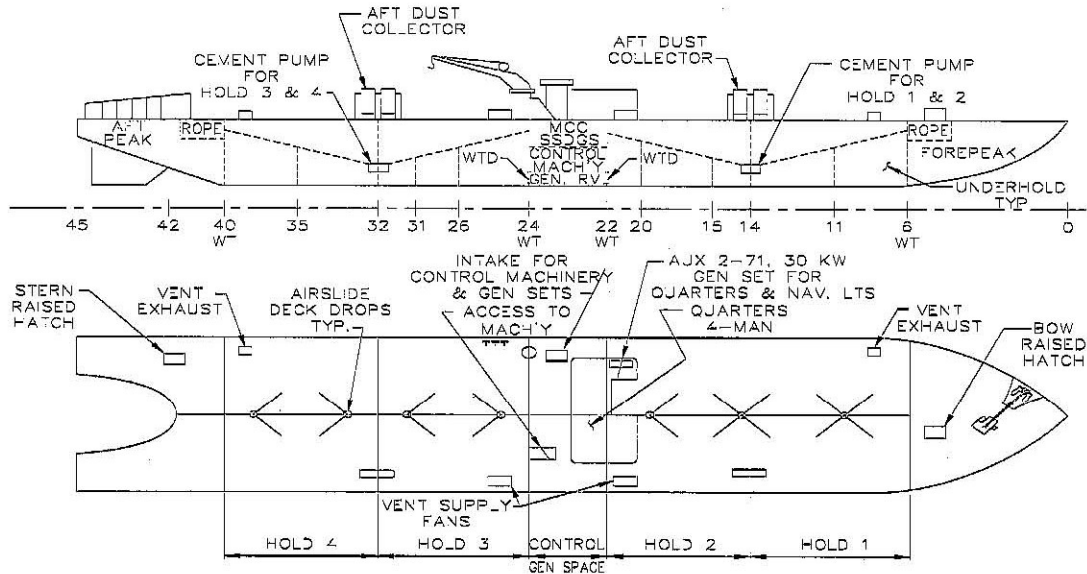 AFT DUST
COLLECTOR
CEMENT PUMP
FOR
HOLD 3 & 4
AFT DUST
COLLECTOR
CEMENT PUMP
FOR
HOLD 1 & 2
AFT
PEAK
ROPE
MCC
SSDGS
CONTROL
MACH'Y
GEN. RV
WTD
WTD
ROPE
FOREPEAK
UNDERHOLD
TYP
45 40 35 32 31 26 24 22 20 15 14 12 6 0
WT WT WT WT
STERN
RAISED
HATCH
VENT
EXHAUST
AIRSLIDE
DECK DROPS
TYP.
INTAKE FOR
CONTROL MACHINERY
& GEN SETS
ACCESS TO
MACH'Y
AJX 2-71, 30 KW
GEN SET FOR
QUARTERS & NAV. LTS
QUARTERS
4-MAN
VENT
EXHAUST
BOW
RAISED
HATCH
VENT SUPPLY
FANS
HOLD 4 HOLD 3 CONTROL HOLD 2 HOLD 1
GEN SPACE